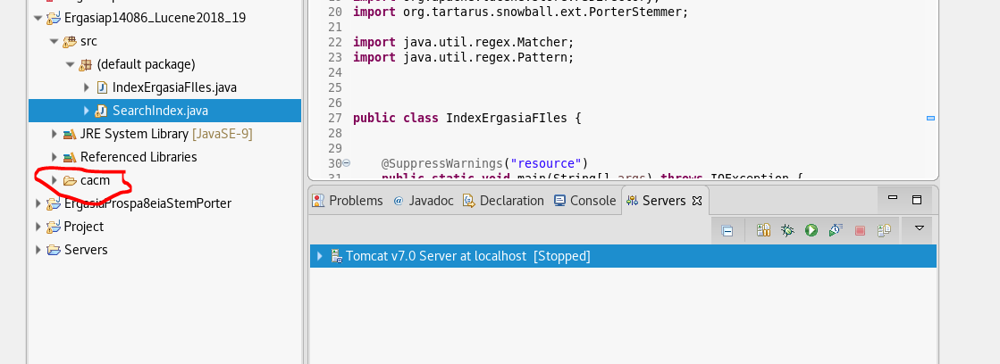 Ergasiap14086_Lucene2018_19
src
(default package)
IndexErgasiaFIles.java
SearchIndex.java
JRE System Library [JavaSE-9]
Referenced Libraries
cacm
ErgasiaProspa8eiaStemPorter
Project
Servers
20 import org.tartarus.snowball.ext.PorterStemmer;
21
22 import java.util.regex.Matcher;
23 import java.util.regex.Pattern;
24
25
26
27 public class IndexErgasiaFIles {
28
29
30 @SuppressWarnings("resource")
31 public static void main(String[] args) throws IOException {
Problems @ Javadoc Declaration Console Servers
Tomcat v7.0 Server at localhost [Stopped]